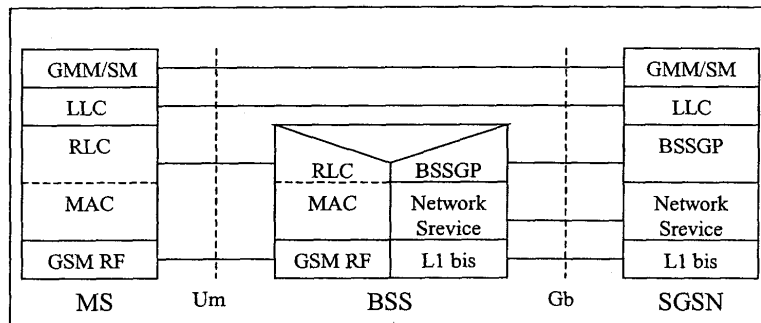 GMM/SM
LLC
RLC
MAC
GSM RF
MS
Um
RLC
MAC
GSM RF
BSSGP
Network
Srevice
L1 bis
BSS
Gb
GMM/SM
LLC
BSSGP
Network
Srevice
L1 bis
SGSN